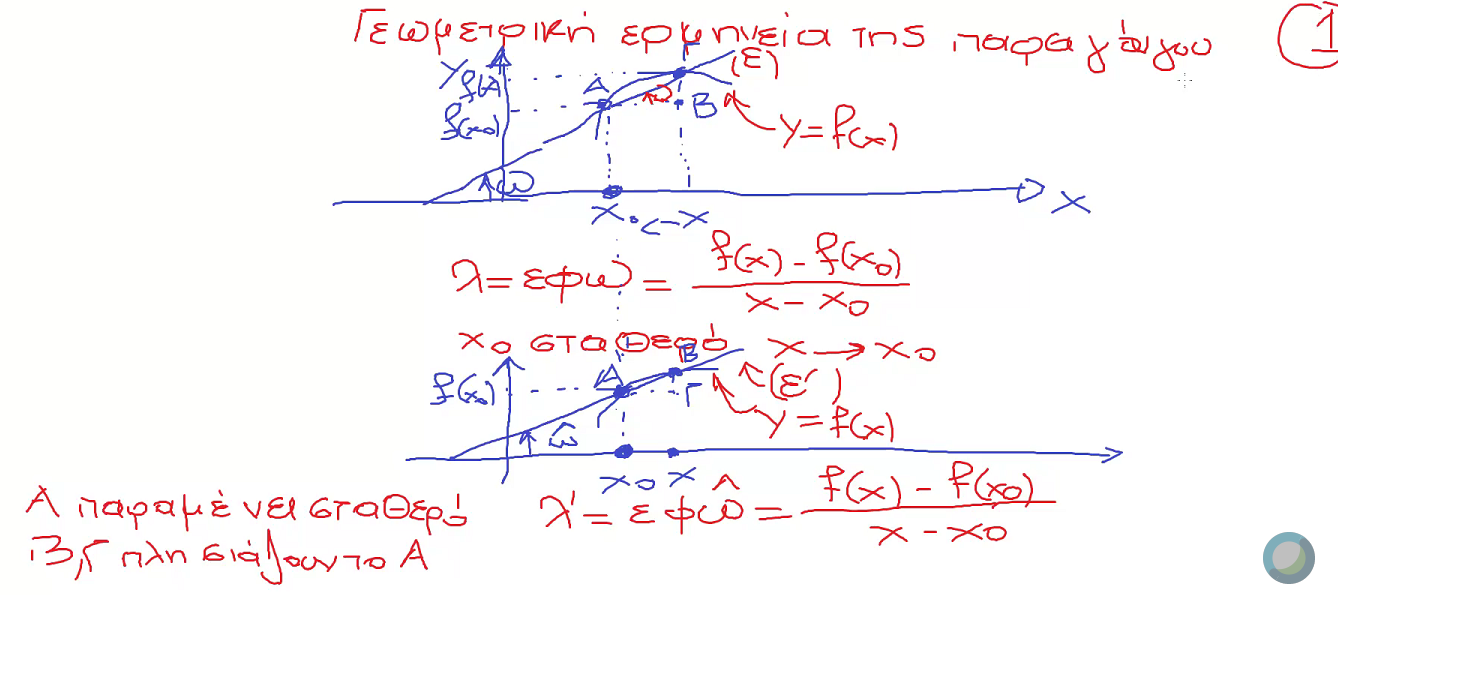 Γεωμετρική ερμηνεία της παραγώγου 1
y Γ (ε)
f(x) A
f(x₀) ω B
y = f(x)
ω
x₀ <- x x
λ = εφω = f(x) - f(x₀) / x - x₀
x₀ σταθερό x → x₀
B
f(x₀) A Γ (ε')
y = f(x)
ω̂
x₀ x
Α παραμένει σταθερό λ' = εφω̂ = f(x) - f(x₀) / x - x₀
Β,Γ πλησιάζουν το Α